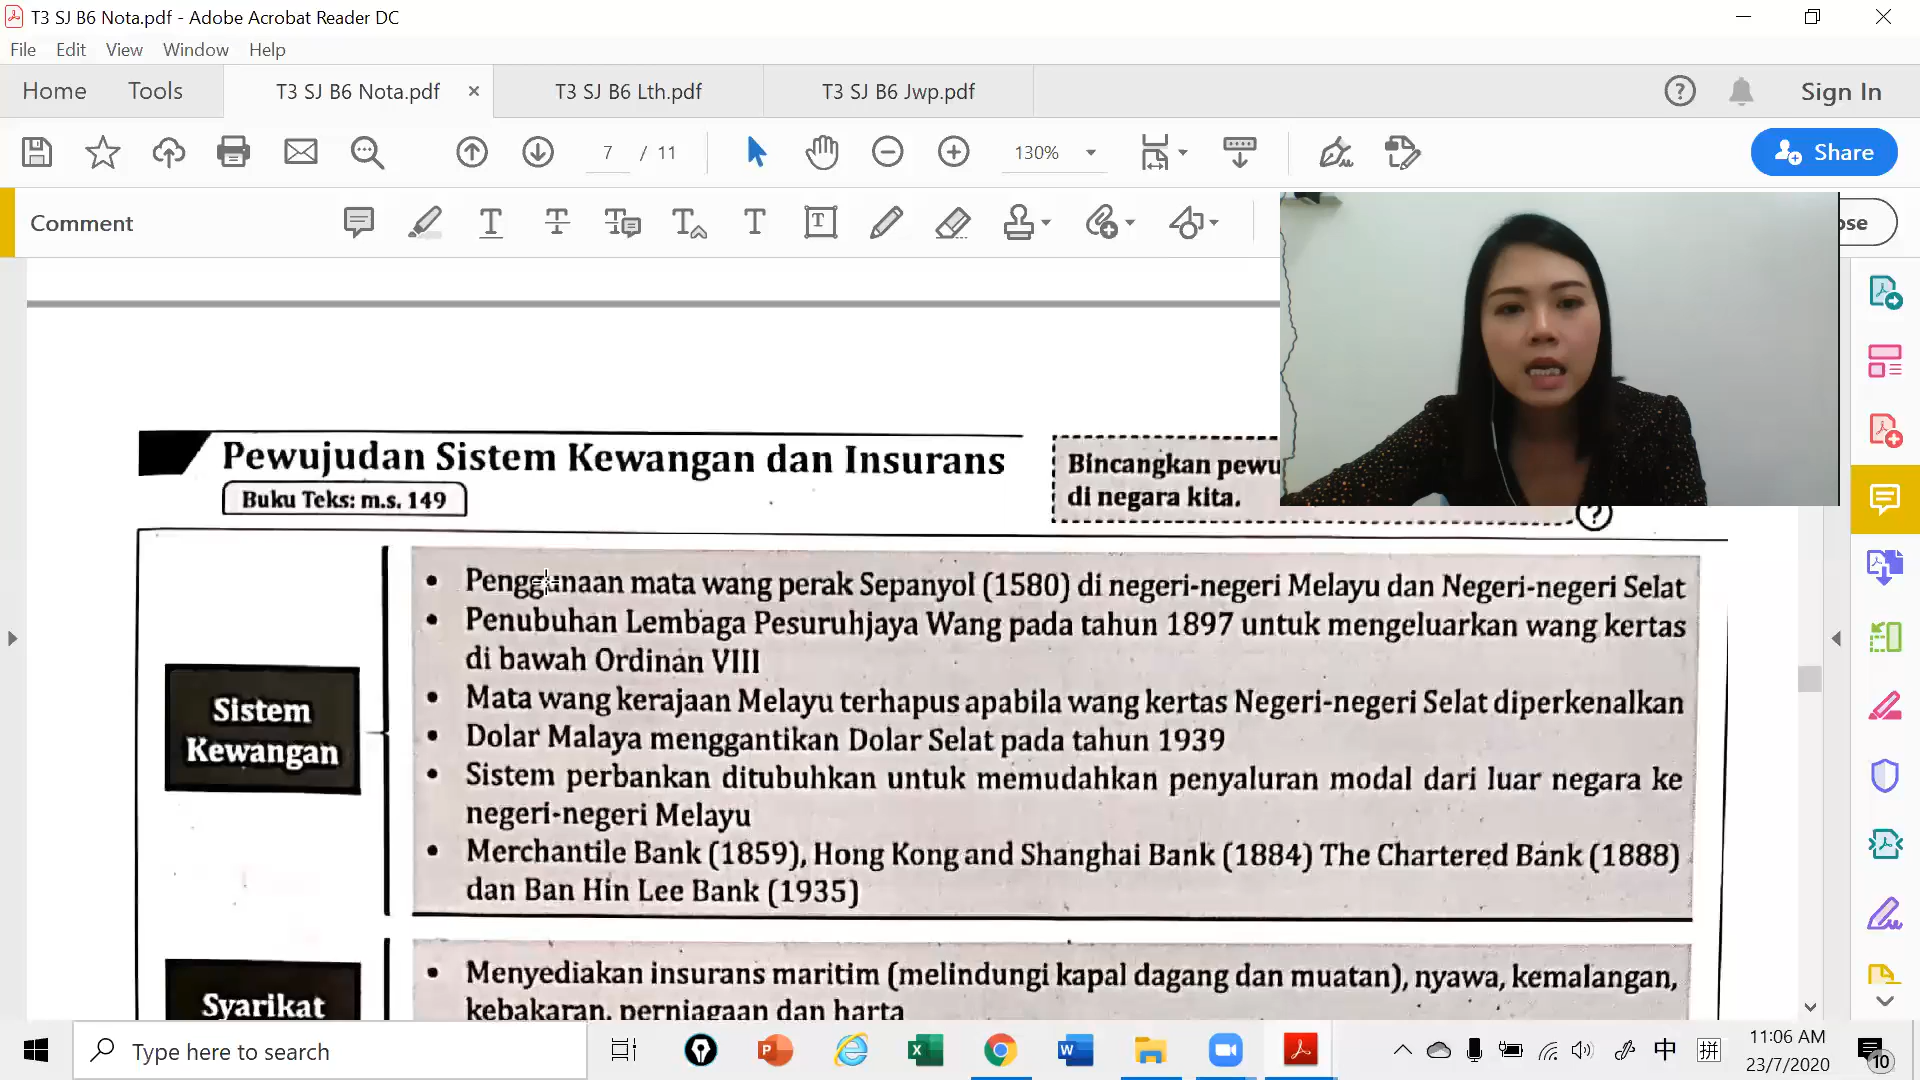 T3 SJ B6 Nota.pdf - Adobe Acrobat Reader DC
File Edit View Window Help
Home Tools T3 SJ B6 Nota.pdf × T3 SJ B6 Lth.pdf T3 SJ B6 Jwp.pdf Sign In
7 / 11 130% Share
Comment
Pewujudan Sistem Kewangan dan Insurans
Buku Teks: m.s. 149
Bincangkan
di negara kita.
?
Sistem
Kewangan
• Penggunaan mata wang perak Sepanyol (1580) di negeri-negeri Melayu dan Negeri-negeri Selat
• Penubuhan Lembaga Pesuruhjaya Wang pada tahun 1897 untuk mengeluarkan wang kertas
di bawah Ordinan VIII
• Mata wang kerajaan Melayu terhapus apabila wang kertas Negeri-negeri Selat diperkenalkan
• Dolar Malaya menggantikan Dolar Selat pada tahun 1939
• Sistem perbankan ditubuhkan untuk memudahkan penyaluran modal dari luar negara ke
negeri-negeri Melayu
• Merchantile Bank (1859), Hong Kong and Shanghai Bank (1884) The Chartered Bank (1888)
dan Ban Hin Lee Bank (1935)
Syarikat
• Menyediakan insurans maritim (melindungi kapal dagang dan muatan), nyawa, kemalangan,
kebakaran, perniagaan dan harta
Type here to search
中 拼
11:06 AM
23/7/2020
10